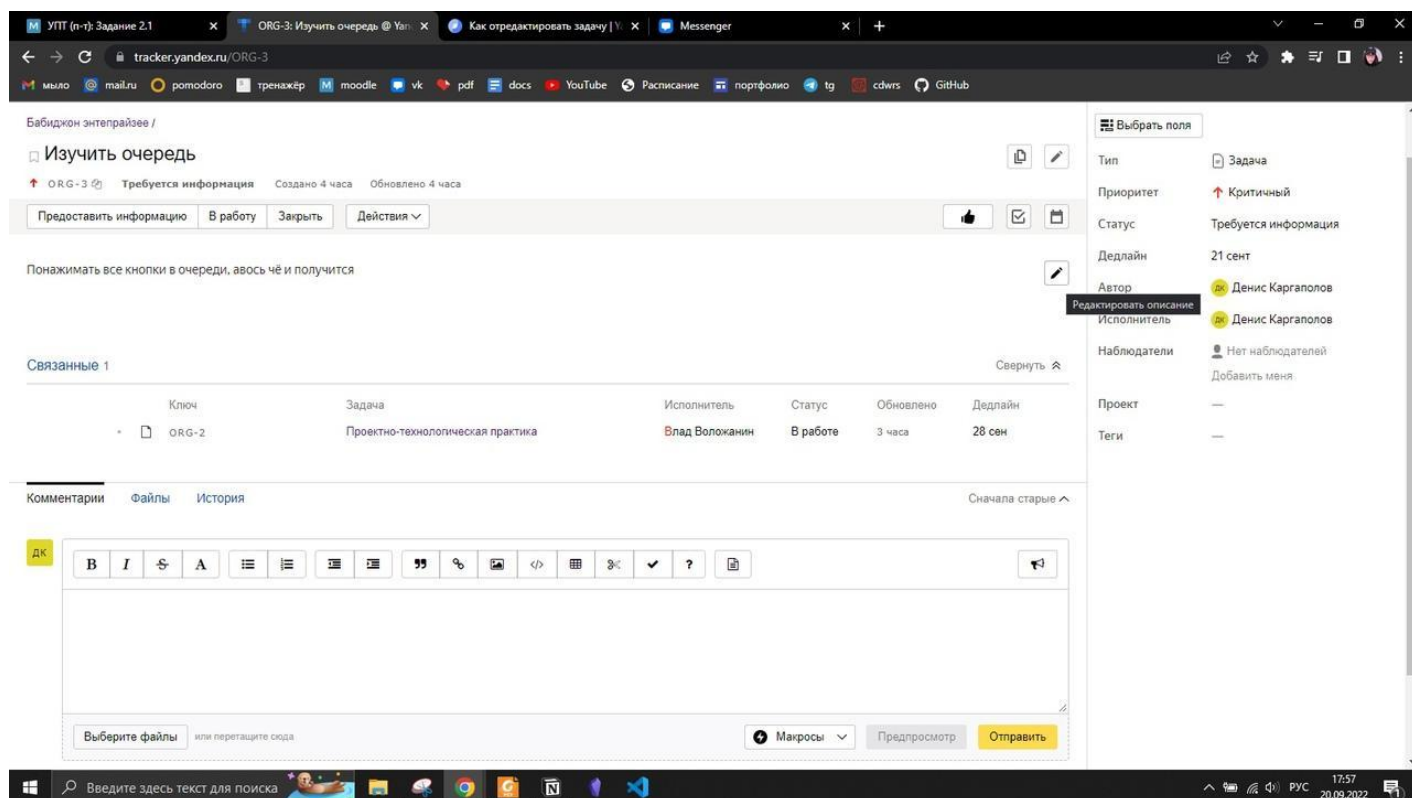 УПТ (п-т): Задание 2.1
ORG-3: Изучить очередь @ Yan
Как отредактировать задачу | Y
Messenger
tracker.yandex.ru/ORG-3
мыло mail.ru pomodoro тренажёр moodle vk pdf docs YouTube Расписание портфолио tg cdwrs GitHub
Бабиджон энтепрайзее /
Изучить очередь
ORG-3 Требуется информация Создано 4 часа Обновлено 4 часа
Предоставить информацию В работу Закрыть Действия
Понажимать все кнопки в очереди, авось чё и получится
Связанные 1 Свернуть
Ключ Задача Исполнитель Статус Обновлено Дедлайн
ORG-2 Проектно-технологическая практика Влад Воложанин В работе 3 часа 28 сен
Комментарии Файлы История Сначала старые
ДК
B I S A
Выберите файлы или перетащите сюда Макросы Предпросмотр Отправить
Выбрать поля
Тип Задача
Приоритет Критичный
Статус Требуется информация
Дедлайн 21 сент
Автор ДК Денис Каргаполов
Редактировать описание
Исполнитель ДК Денис Каргаполов
Наблюдатели Нет наблюдателей
Добавить меня
Проект —
Теги —
Введите здесь текст для поиска
РУС
17:57
20.09.2022